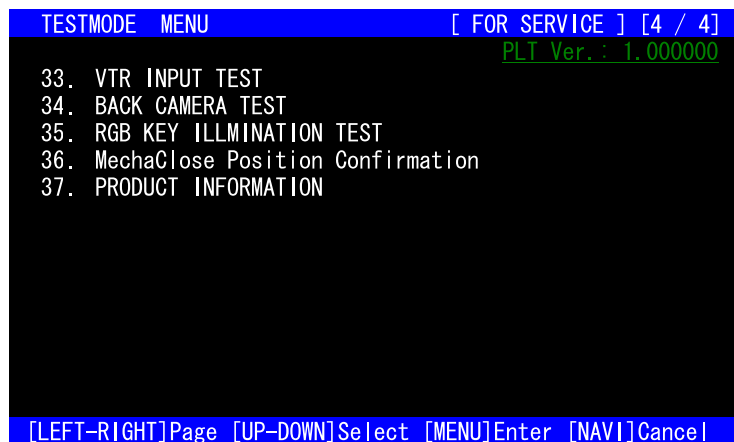 TESTMODE MENU [ FOR SERVICE ] [4 / 4]
PLT Ver.: 1.000000
33. VTR INPUT TEST
34. BACK CAMERA TEST
35. RGB KEY ILLMINATION TEST
36. MechaClose Position Confirmation
37. PRODUCT INFORMATION
[LEFT-RIGHT]Page [UP-DOWN]Select [MENU]Enter [NAVI]Cancel